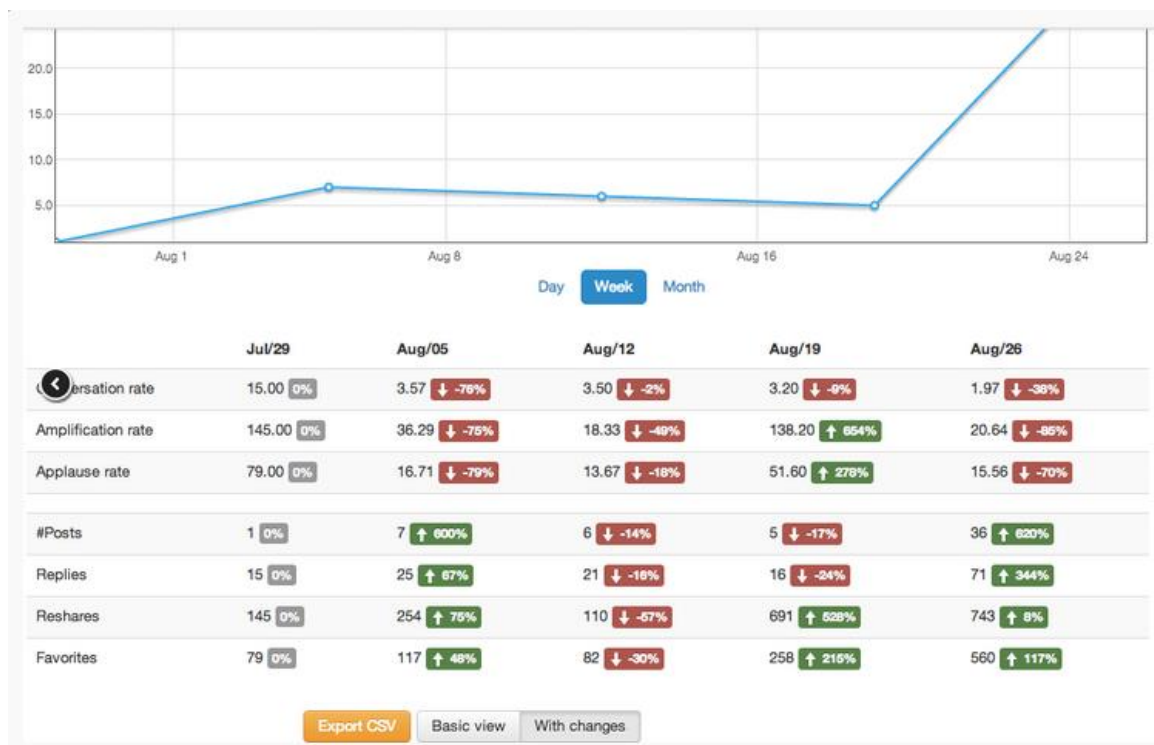 20.0
15.0
10.0
5.0
Aug 1 Aug 8 Aug 16 Aug 24
Day Week Month
Jul/29 Aug/05 Aug/12 Aug/19 Aug/26
ersation rate 15.00 0% 3.57 ↓ -76% 3.50 ↓ -2% 3.20 ↓ -9% 1.97 ↓ -38%
Amplification rate 145.00 0% 36.29 ↓ -75% 18.33 ↓ -49% 138.20 ↑ 654% 20.64 ↓ -85%
Applause rate 79.00 0% 16.71 ↓ -79% 13.67 ↓ -18% 51.60 ↑ 278% 15.56 ↓ -70%
#Posts 1 0% 7 ↑ 600% 6 ↓ -14% 5 ↓ -17% 36 ↑ 620%
Replies 15 0% 25 ↑ 67% 21 ↓ -16% 16 ↓ -24% 71 ↑ 344%
Reshares 145 0% 254 ↑ 75% 110 ↓ -57% 691 ↑ 528% 743 ↑ 8%
Favorites 79 0% 117 ↑ 48% 82 ↓ -30% 258 ↑ 215% 560 ↑ 117%
Export CSV Basic view With changes